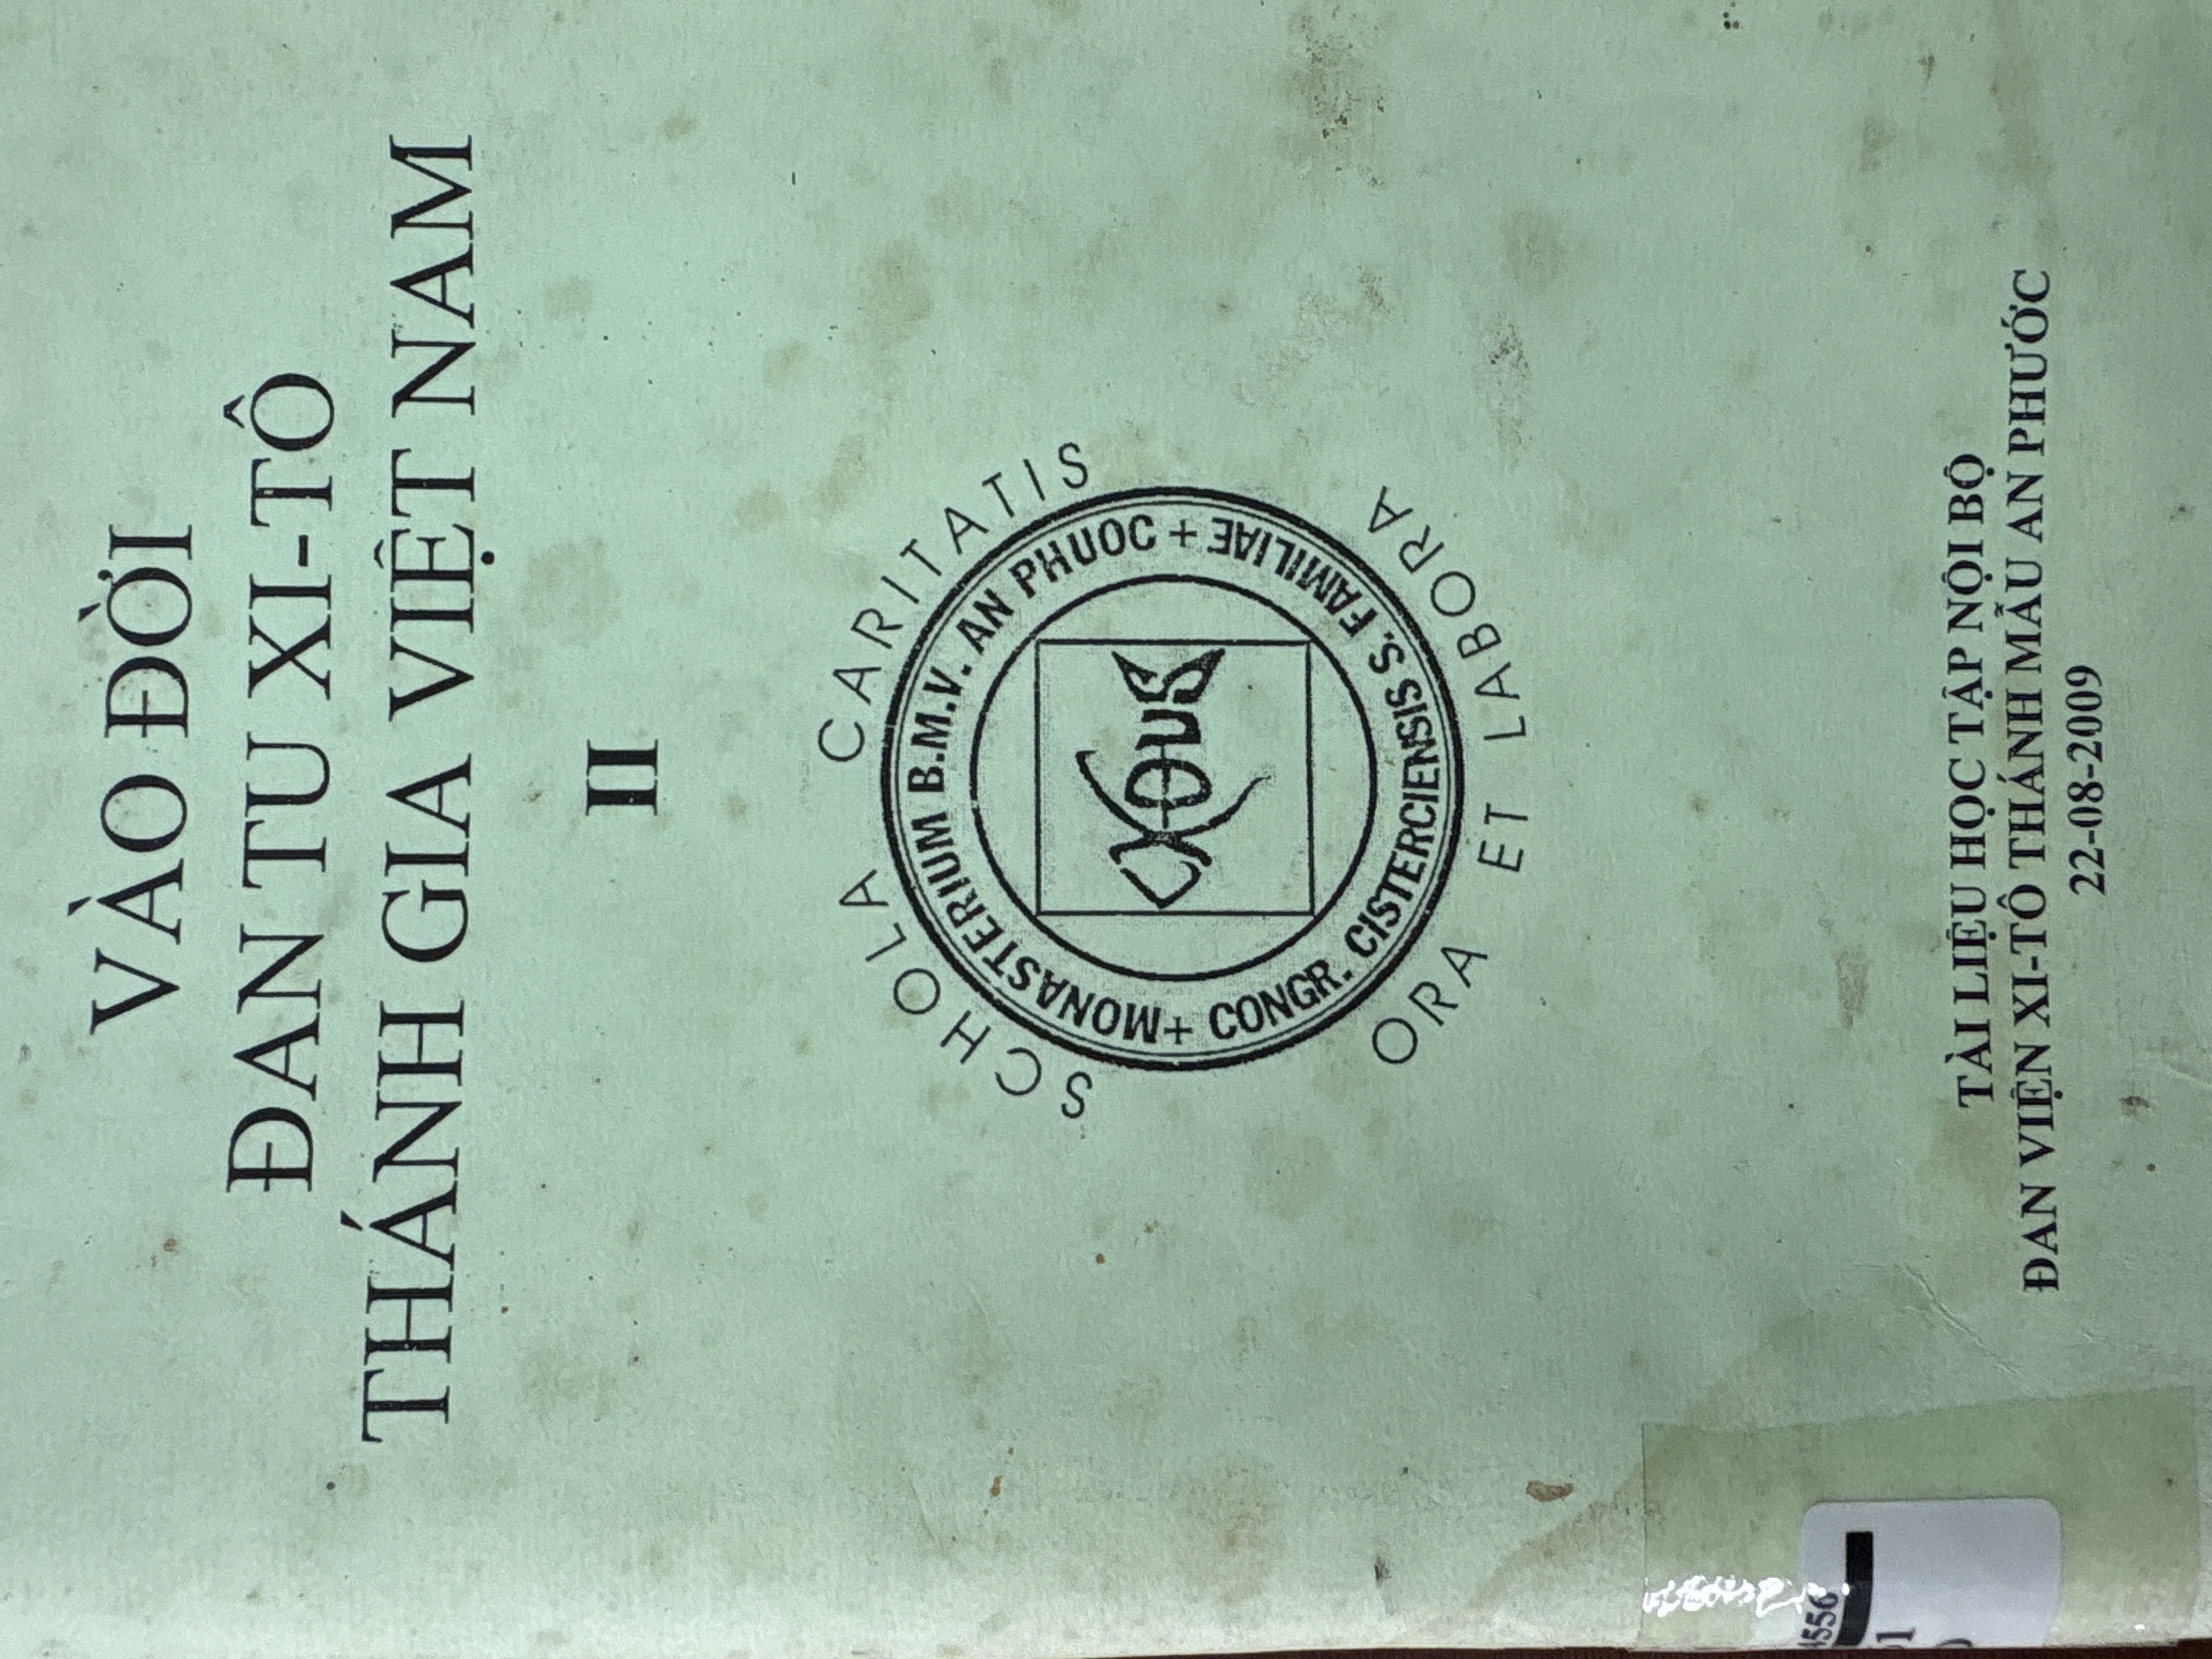 VÀO ĐỜI
ĐAN TU XI-TÔ
THÁNH GIA VIỆT NAM
II
SCHOLA CARITATIS
MONASTERIUM B.M.V. AN PHUOC +
+ CONGR. CISTERCIENSIS S. FAMILIAE
ΙΧΘΥΣ
ORA ET LABORA
TÀI LIỆU HỌC TẬP NỘI BỘ
ĐAN VIỆN XI-TÔ THÁNH MẪU AN PHƯỚC
22-08-2009